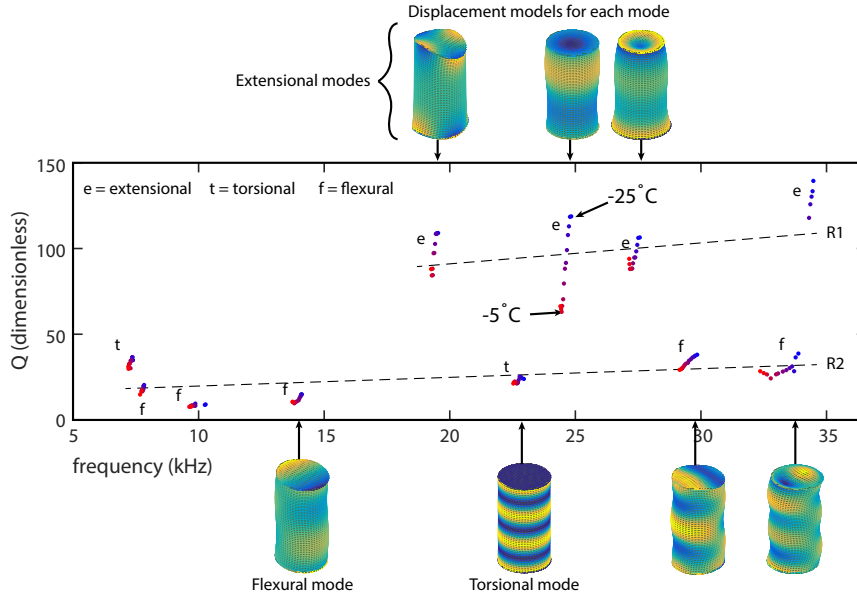 Displacement models for each mode
Extensional modes
150
100
50
0
Q (dimensionless)
e = extensional t = torsional f = flexural
e
e
e
e
-25°C
-5°C
R1
R2
t
f
f
f
t
f
f
5 10 15 20 25 30 35
frequency (kHz)
Flexural mode
Torsional mode